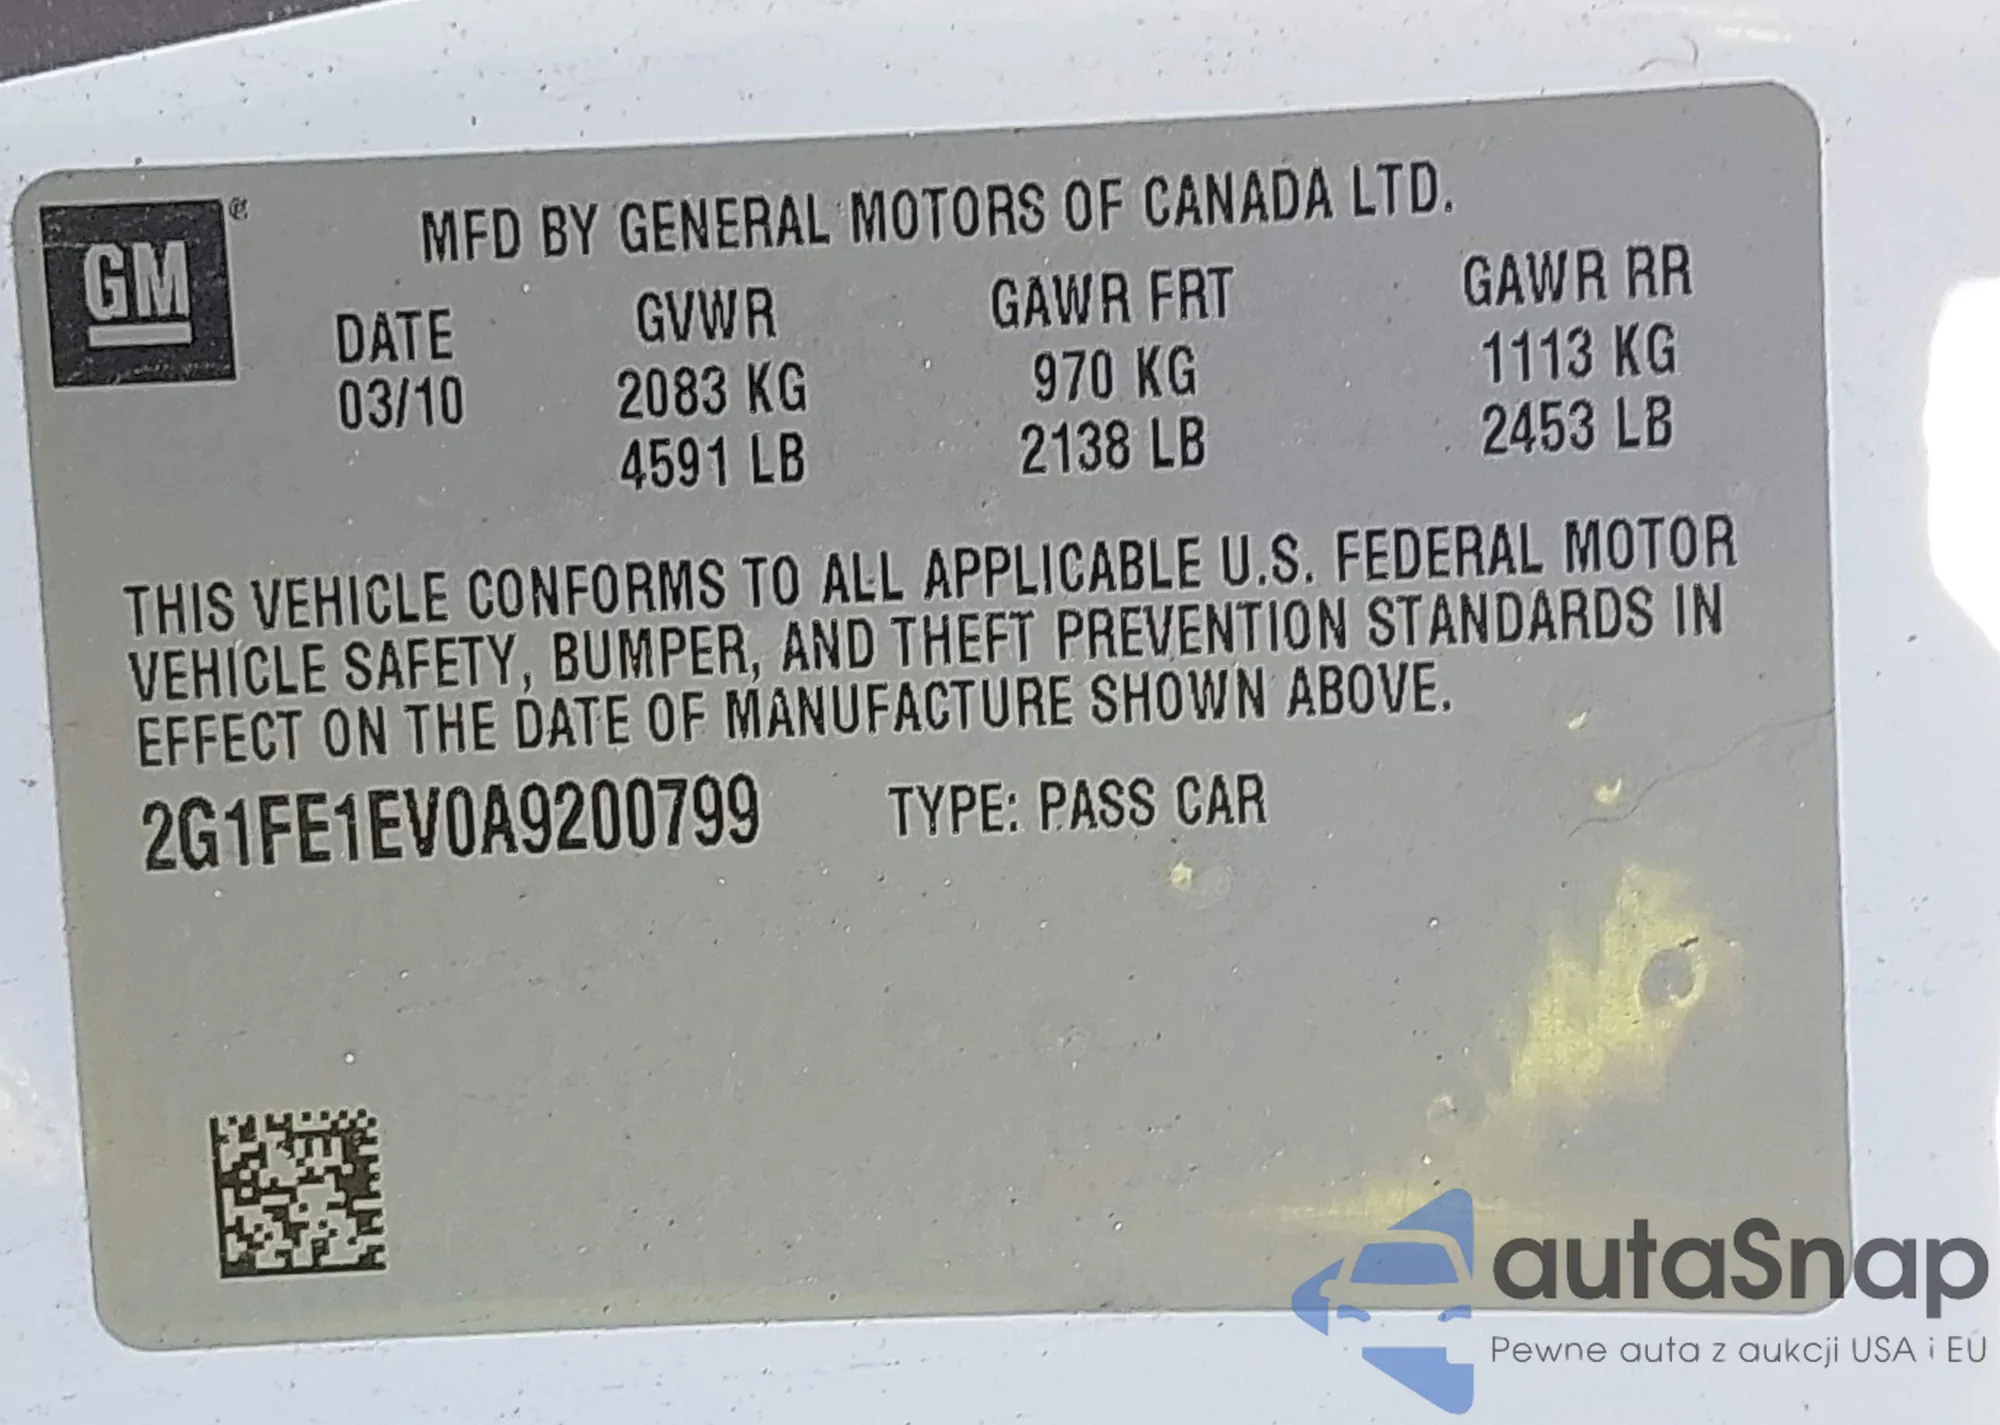 GM
MFD BY GENERAL MOTORS OF CANADA LTD.
DATE GVWR GAWR FRT GAWR RR
03/10 2083 KG 970 KG 1113 KG
4591 LB 2138 LB 2453 LB
THIS VEHICLE CONFORMS TO ALL APPLICABLE U.S. FEDERAL MOTOR
VEHICLE SAFETY, BUMPER, AND THEFT PREVENTION STANDARDS IN
EFFECT ON THE DATE OF MANUFACTURE SHOWN ABOVE.
2G1FE1EV0A9200799 TYPE: PASS CAR
autaSnap
Pewne auta z aukcji USA i EU